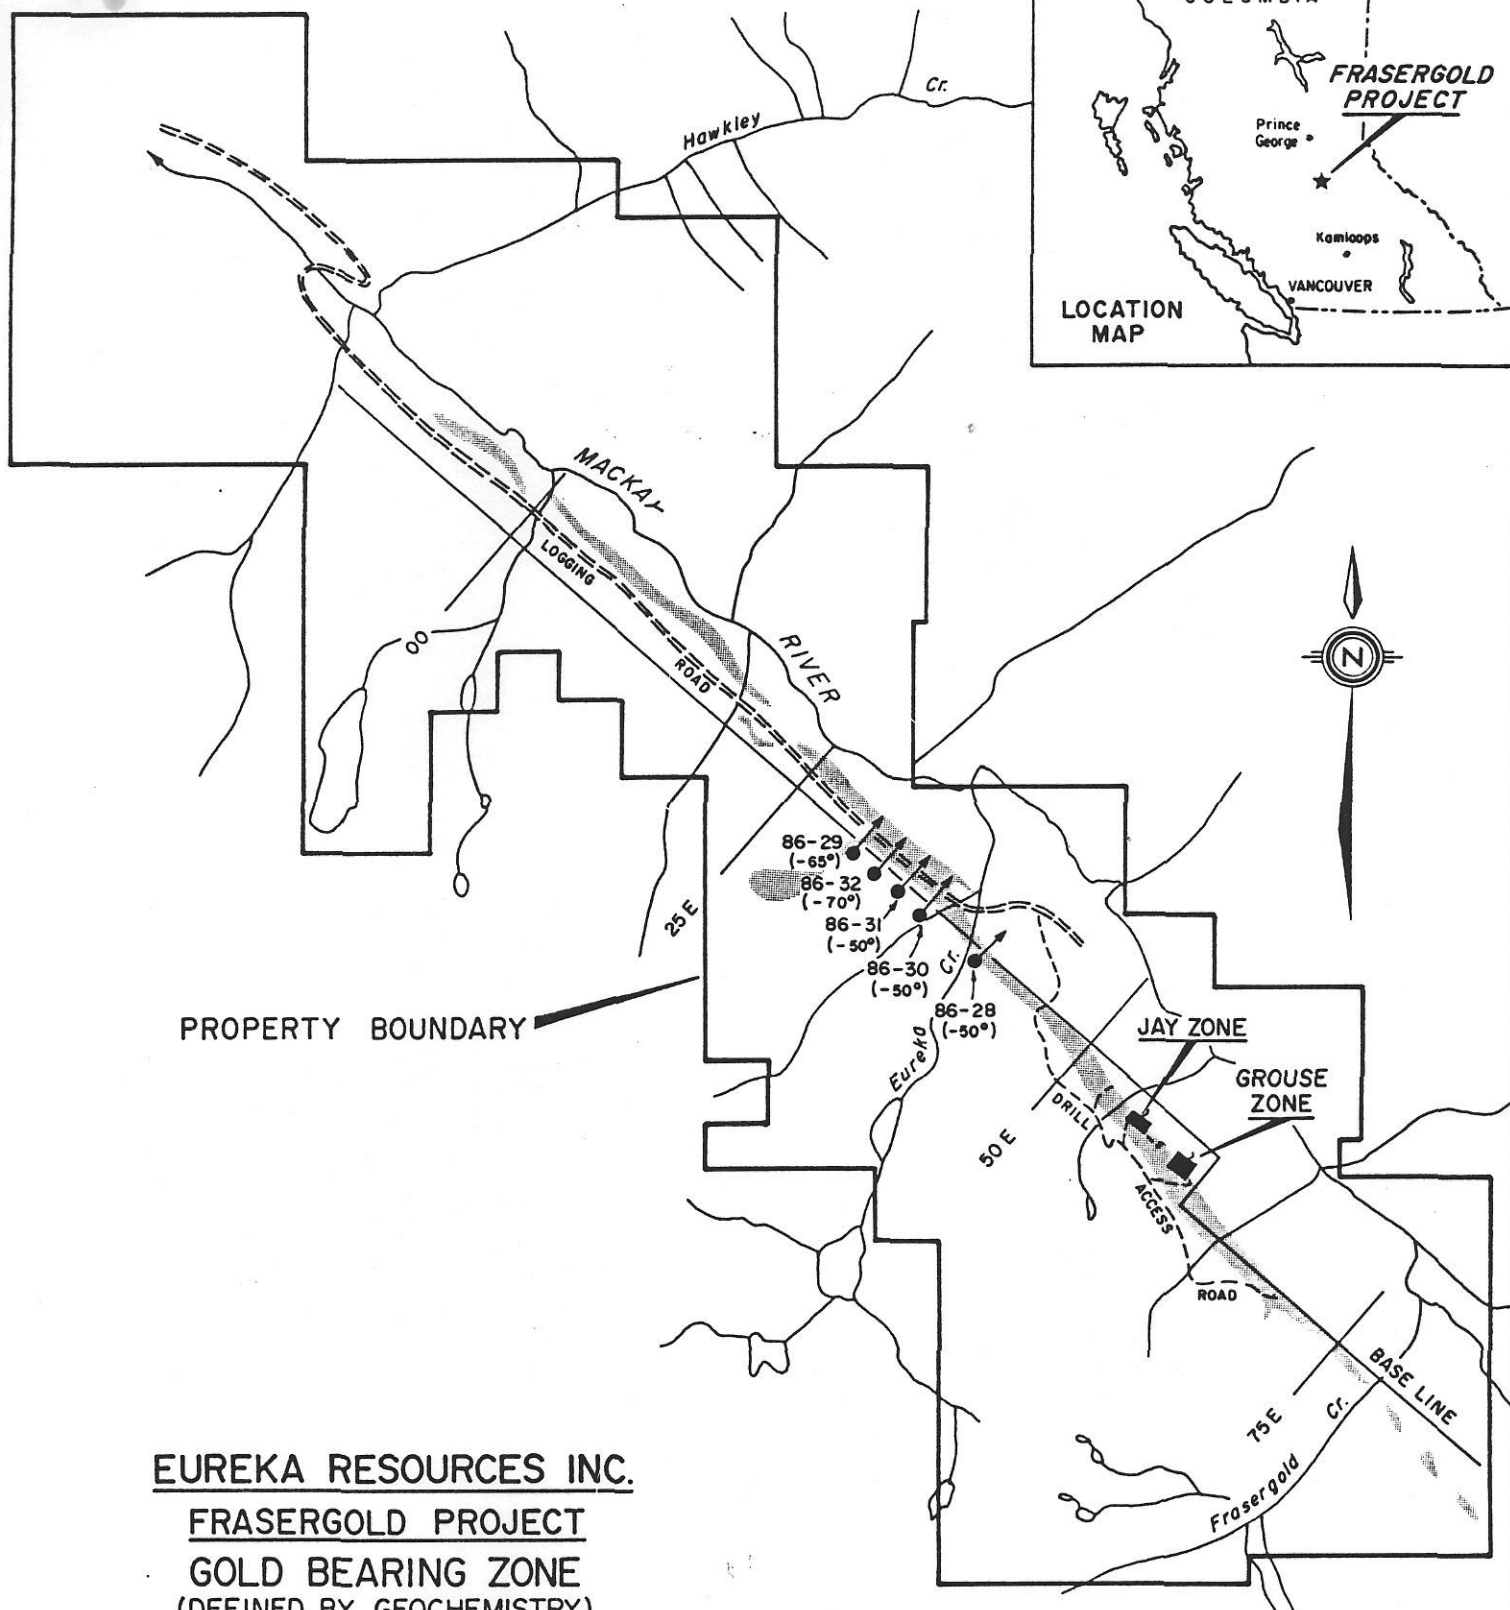 COLUMBIA
FRASERGOLD
PROJECT
Prince
George
Kamloops
VANCOUVER
LOCATION
MAP
Hawkley
Cr.
MACKAY
RIVER
LOGGING
ROAD
00
N
86-29
(-65°)
86-32
(-70°)
86-31
(-50°)
86-30
(-50°)
86-28
(-50°)
25 E
Cr.
Eureka
PROPERTY BOUNDARY
JAY ZONE
GROUSE
ZONE
DRILL
ACCESS
ROAD
50 E
75 E
BASE LINE
Cr.
Frasergold
EUREKA RESOURCES INC.
FRASERGOLD PROJECT
GOLD BEARING ZONE
(DEFINED BY GEOCHEMISTRY)